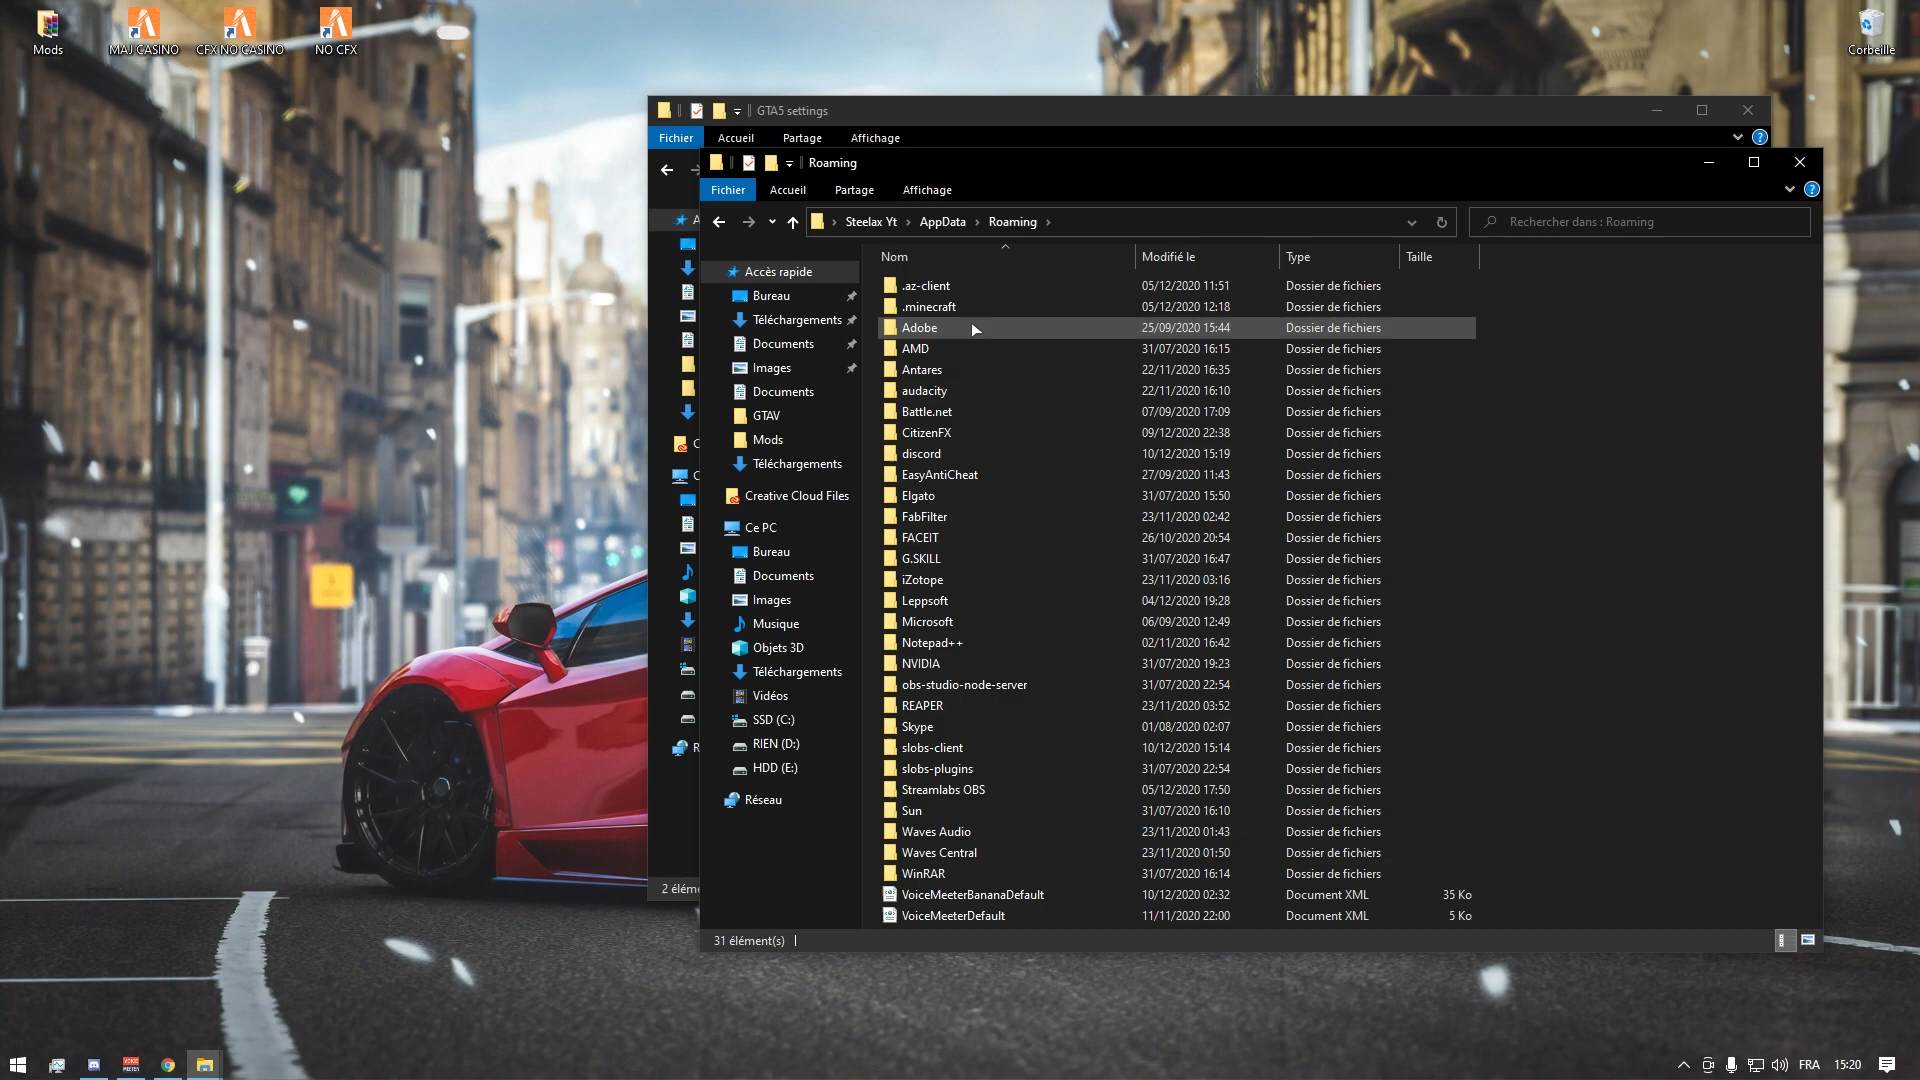 Mods
MAJ CASINO
CFX NO CASINO
NO CFX
Corbeille
GTA5 settings
Fichier
Accueil
Partage
Affichage
Roaming
Fichier
Accueil
Partage
Affichage
Steelax Yt
AppData
Roaming
Rechercher dans : Roaming
Nom
Modifié le
Type
Taille
Accès rapide
Bureau
Téléchargements
Documents
Images
Documents
GTAV
Mods
Téléchargements
Creative Cloud Files
Ce PC
Bureau
Documents
Images
Musique
Objets 3D
Téléchargements
Vidéos
SSD (C:)
RIEN (D:)
HDD (E:)
Réseau
.az-client 05/12/2020 11:51 Dossier de fichiers
.minecraft 05/12/2020 12:18 Dossier de fichiers
Adobe 25/09/2020 15:44 Dossier de fichiers
AMD 31/07/2020 16:15 Dossier de fichiers
Antares 22/11/2020 16:35 Dossier de fichiers
audacity 22/11/2020 16:10 Dossier de fichiers
Battle.net 07/09/2020 17:09 Dossier de fichiers
CitizenFX 09/12/2020 22:38 Dossier de fichiers
discord 10/12/2020 15:19 Dossier de fichiers
EasyAntiCheat 27/09/2020 11:43 Dossier de fichiers
Elgato 31/07/2020 15:50 Dossier de fichiers
FabFilter 23/11/2020 02:42 Dossier de fichiers
FACEIT 26/10/2020 20:54 Dossier de fichiers
G.SKILL 31/07/2020 16:47 Dossier de fichiers
iZotope 23/11/2020 03:16 Dossier de fichiers
Leppsoft 04/12/2020 19:28 Dossier de fichiers
Microsoft 06/09/2020 12:49 Dossier de fichiers
Notepad++ 02/11/2020 16:42 Dossier de fichiers
NVIDIA 31/07/2020 19:23 Dossier de fichiers
obs-studio-node-server 31/07/2020 22:54 Dossier de fichiers
REAPER 23/11/2020 03:52 Dossier de fichiers
Skype 01/08/2020 02:07 Dossier de fichiers
slobs-client 10/12/2020 15:14 Dossier de fichiers
slobs-plugins 31/07/2020 22:54 Dossier de fichiers
Streamlabs OBS 05/12/2020 17:50 Dossier de fichiers
Sun 31/07/2020 16:10 Dossier de fichiers
Waves Audio 23/11/2020 01:43 Dossier de fichiers
Waves Central 23/11/2020 01:50 Dossier de fichiers
WinRAR 31/07/2020 16:14 Dossier de fichiers
VoiceMeeterBananaDefault 10/12/2020 02:32 Document XML 35 Ko
VoiceMeeterDefault 11/11/2020 22:00 Document XML 5 Ko
2 éléme
31 élément(s)
FRA
15:20